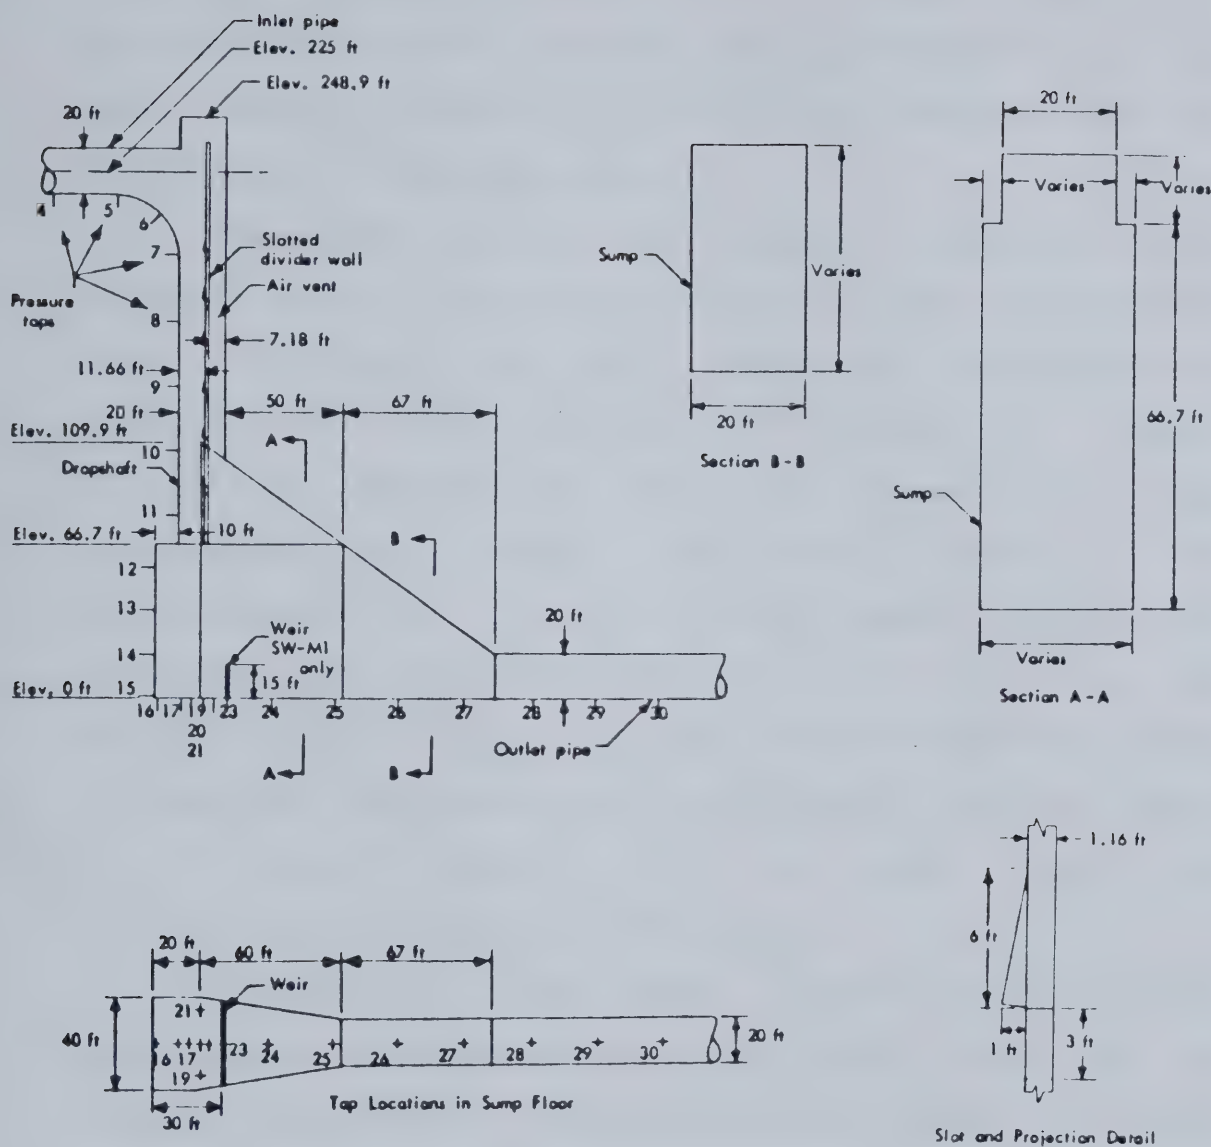 Inlet pipe
Elev. 225 ft
Elev. 248.9 ft
20 ft
4
5
6
7
Slotted
divider wall
Air vent
Pressure
taps
8
7.18 ft
11.66 ft
9
20 ft
50 ft
67 ft
Elev. 109.9 ft
A
10
Dropshaft
11
Elev. 66.7 ft
10 ft
B
12
13
Weir
SW-M1
only
20 ft
14
15 ft
Elev. 0 ft
15
16 17 19 23 24 25 26 27 28 29 30
20
21
Outlet pipe
A
B
Sump
Varies
20 ft
Section B-B
20 ft
Varies
Varies
66.7 ft
Sump
Varies
Section A-A
20 ft
60 ft
67 ft
Weir
21
40 ft
20 ft
16 17
23
24
25
26
27
28
29
30
19
30 ft
Tap Locations in Sump Floor
1.16 ft
6 ft
1 ft
3 ft
Slot and Projection Detail